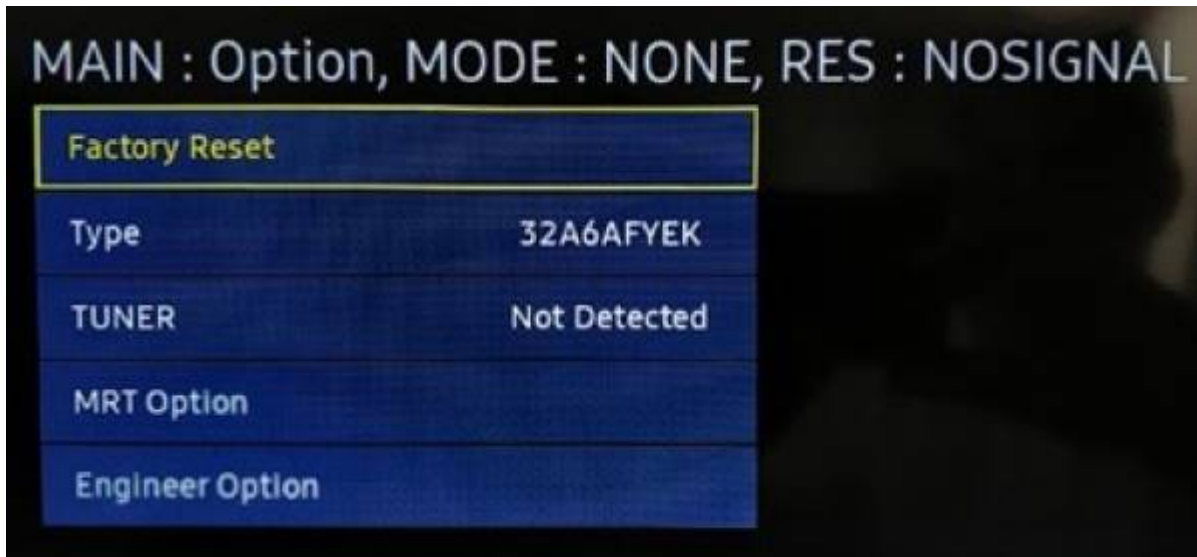 MAIN : Option, MODE : NONE, RES : NOSIGNAL
Factory Reset
Type 32A6AFYEK
TUNER Not Detected
MRT Option
Engineer Option